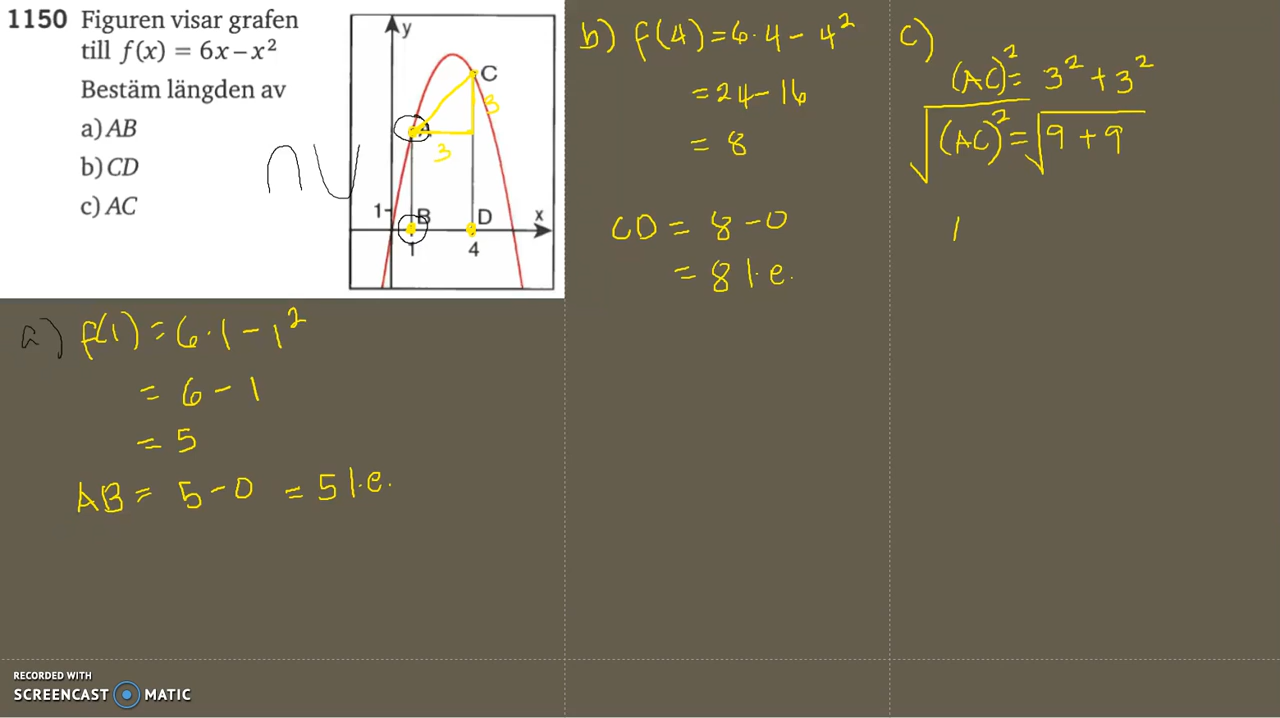 1150 Figuren visar grafen
till f(x) = 6x – x²
Bestäm längden av
a) AB
b) CD
c) AC
y
C
3
A
3
1
B
D
x
1
4
a) f(1) = 6·1 – 1²
= 6 – 1
= 5
AB = 5 – 0 = 5 l.e.
b) f(4) = 6·4 – 4²
= 24 – 16
= 8
CD = 8 – 0
= 8 l.e.
c)
(AC)² = 3² + 3²
√(AC)² = √9 + 9
RECORDED WITH
SCREENCAST MATIC